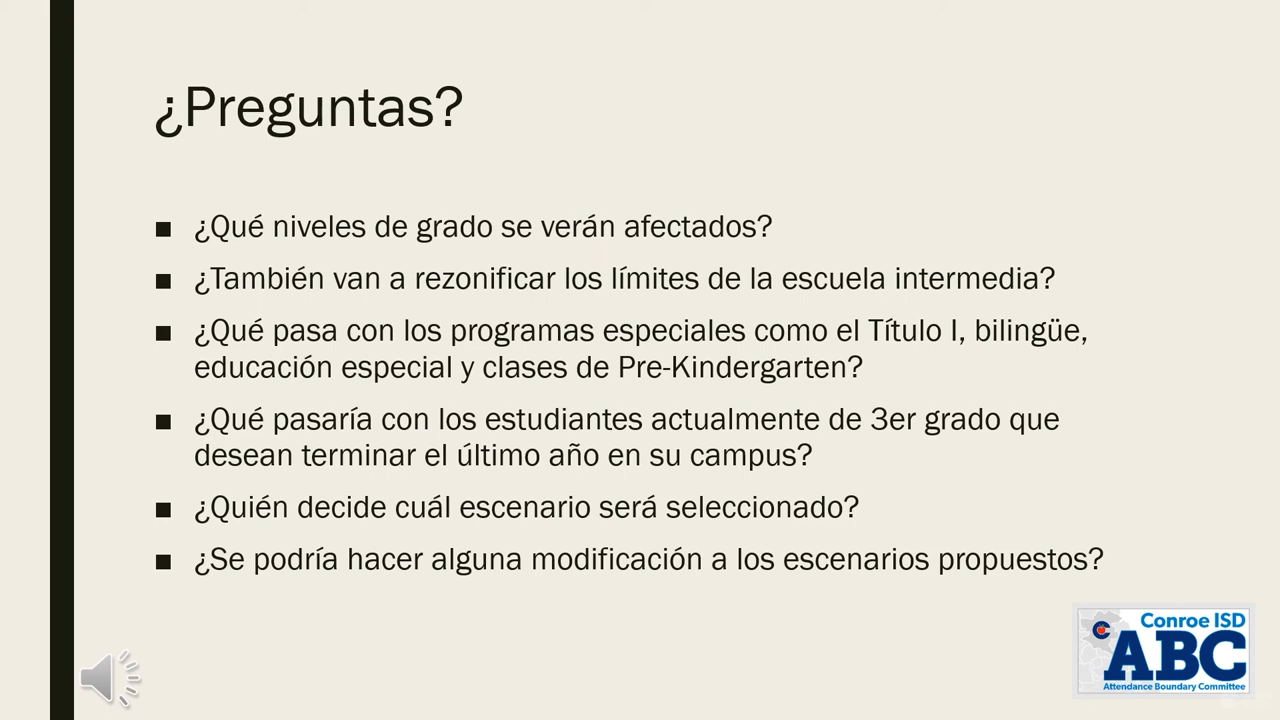 ¿Preguntas?
¿Qué niveles de grado se verán afectados?
¿También van a rezonificar los límites de la escuela intermedia?
¿Qué pasa con los programas especiales como el Título I, bilingüe,
educación especial y clases de Pre-Kindergarten?
¿Qué pasaría con los estudiantes actualmente de 3er grado que
desean terminar el último año en su campus?
¿Quién decide cuál escenario será seleccionado?
¿Se podría hacer alguna modificación a los escenarios propuestos?
Conroe ISD
ABC
Attendance Boundary Committee